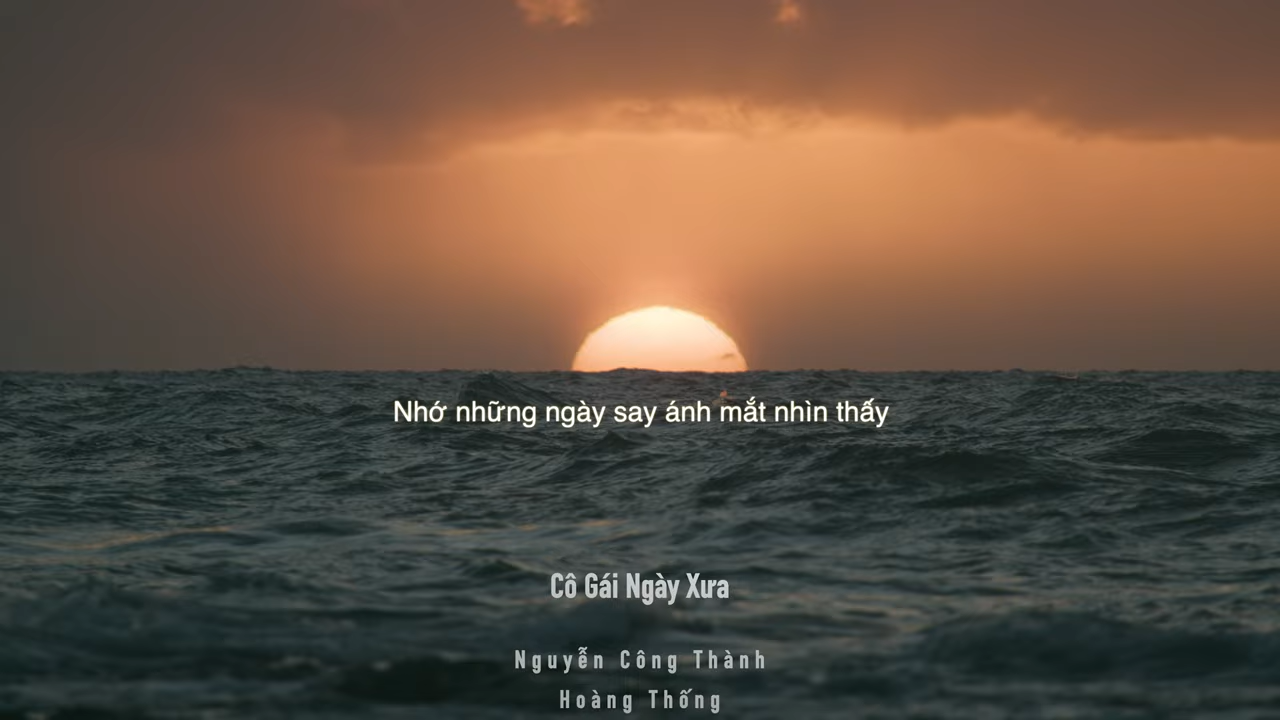 Nhớ những ngày say ánh mắt nhìn thấy
Cô Gái Ngày Xưa
Nguyễn Công Thành
Hoàng Thống